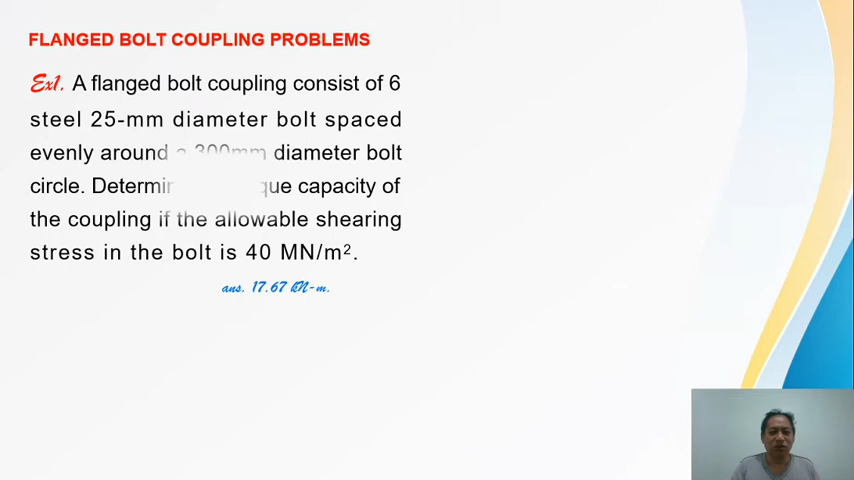 FLANGED BOLT COUPLING PROBLEMS
Ex1. A flanged bolt coupling consist of 6
steel 25-mm diameter bolt spaced
evenly around a 300mm diameter bolt
circle. capacity of
the coupling if the allowable shearing
stress in the bolt is 40 MN/m².
ans. 17.67 kN-m.